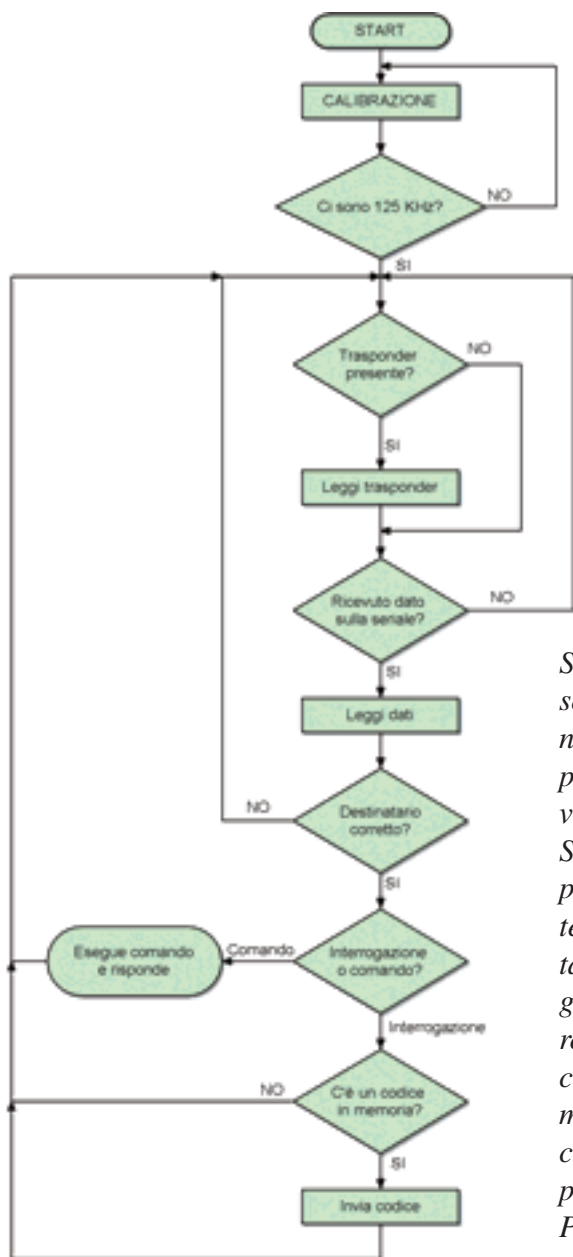 START
CALIBRAZIONE
Ci sono 125 KHz?
NO
SI
Trasponder
presente?
NO
SI
Leggi trasponder
Ricevuto dato
sulla seriale?
NO
SI
Leggi dati
Destinatario
corretto?
NO
SI
Interrogazione
o comando?
Comando
Esegue comando
e risponde
Interrogazione
C'è un codice
in memoria?
NO
SI
Invia codice
S
n
p
v
S
p
te
ta
g
r
c
m
c
p
P